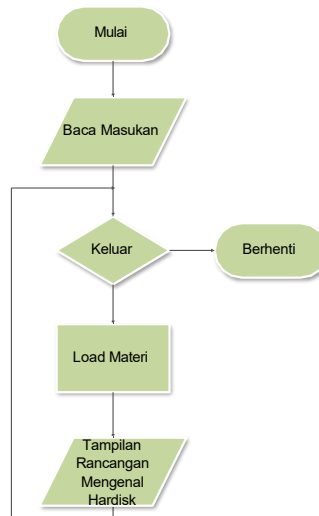 Mulai
Baca Masukan
Keluar
Berhenti
Load Materi
Tampilan
Rancangan
Mengenal
Hardisk